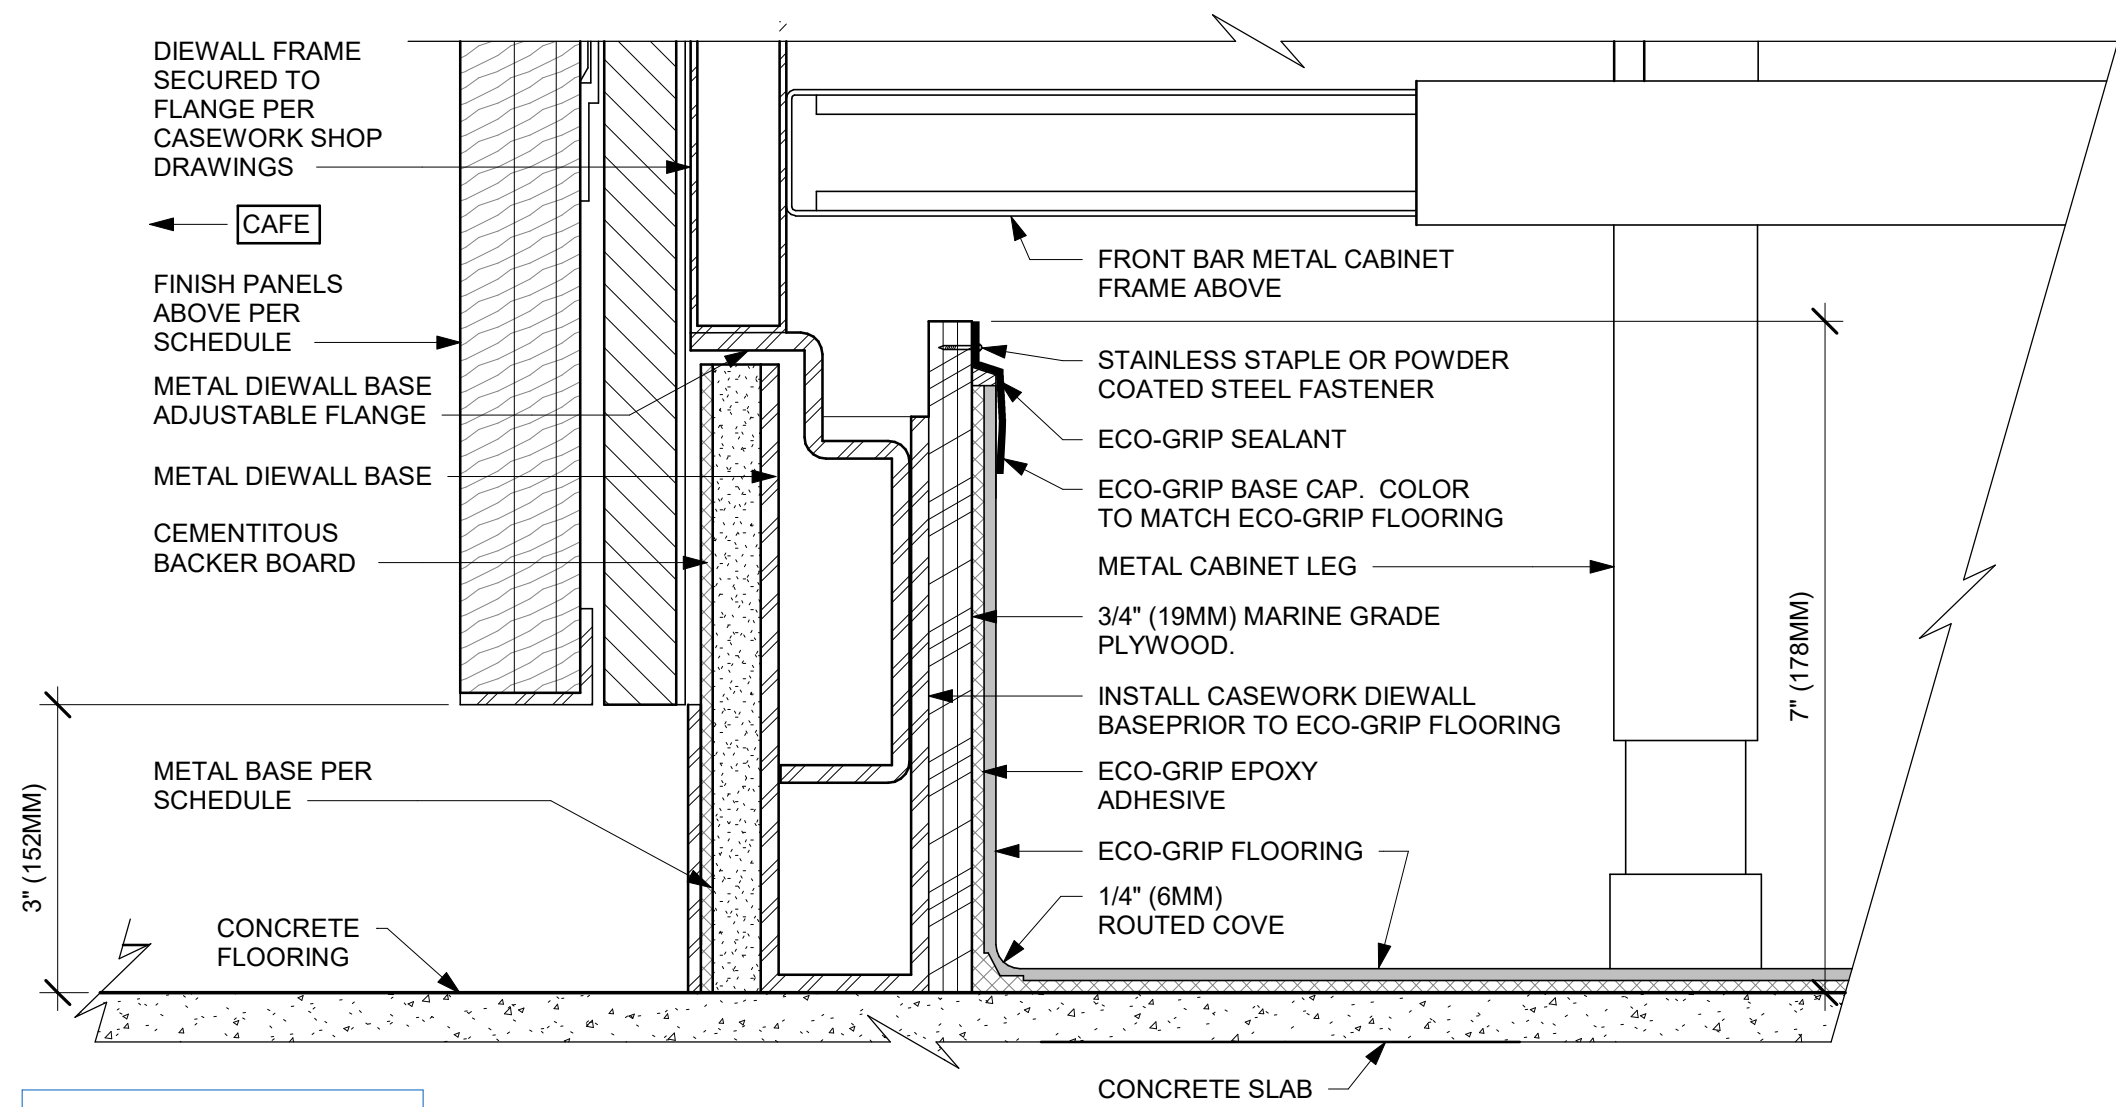 DIEWALL FRAME
SECURED TO
FLANGE PER
CASEWORK SHOP
DRAWINGS
CAFE
FINISH PANELS
ABOVE PER
SCHEDULE
METAL DIEWALL BASE
ADJUSTABLE FLANGE
METAL DIEWALL BASE
CEMENTITOUS
BACKER BOARD
METAL BASE PER
SCHEDULE
3" (152MM)
CONCRETE
FLOORING
FRONT BAR METAL CABINET
FRAME ABOVE
STAINLESS STAPLE OR POWDER
COATED STEEL FASTENER
ECO-GRIP SEALANT
ECO-GRIP BASE CAP. COLOR
TO MATCH ECO-GRIP FLOORING
METAL CABINET LEG
3/4" (19MM) MARINE GRADE
PLYWOOD.
INSTALL CASEWORK DIEWALL
BASEPRIOR TO ECO-GRIP FLOORING
ECO-GRIP EPOXY
ADHESIVE
ECO-GRIP FLOORING
1/4" (6MM)
ROUTED COVE
7" (178MM)
CONCRETE SLAB